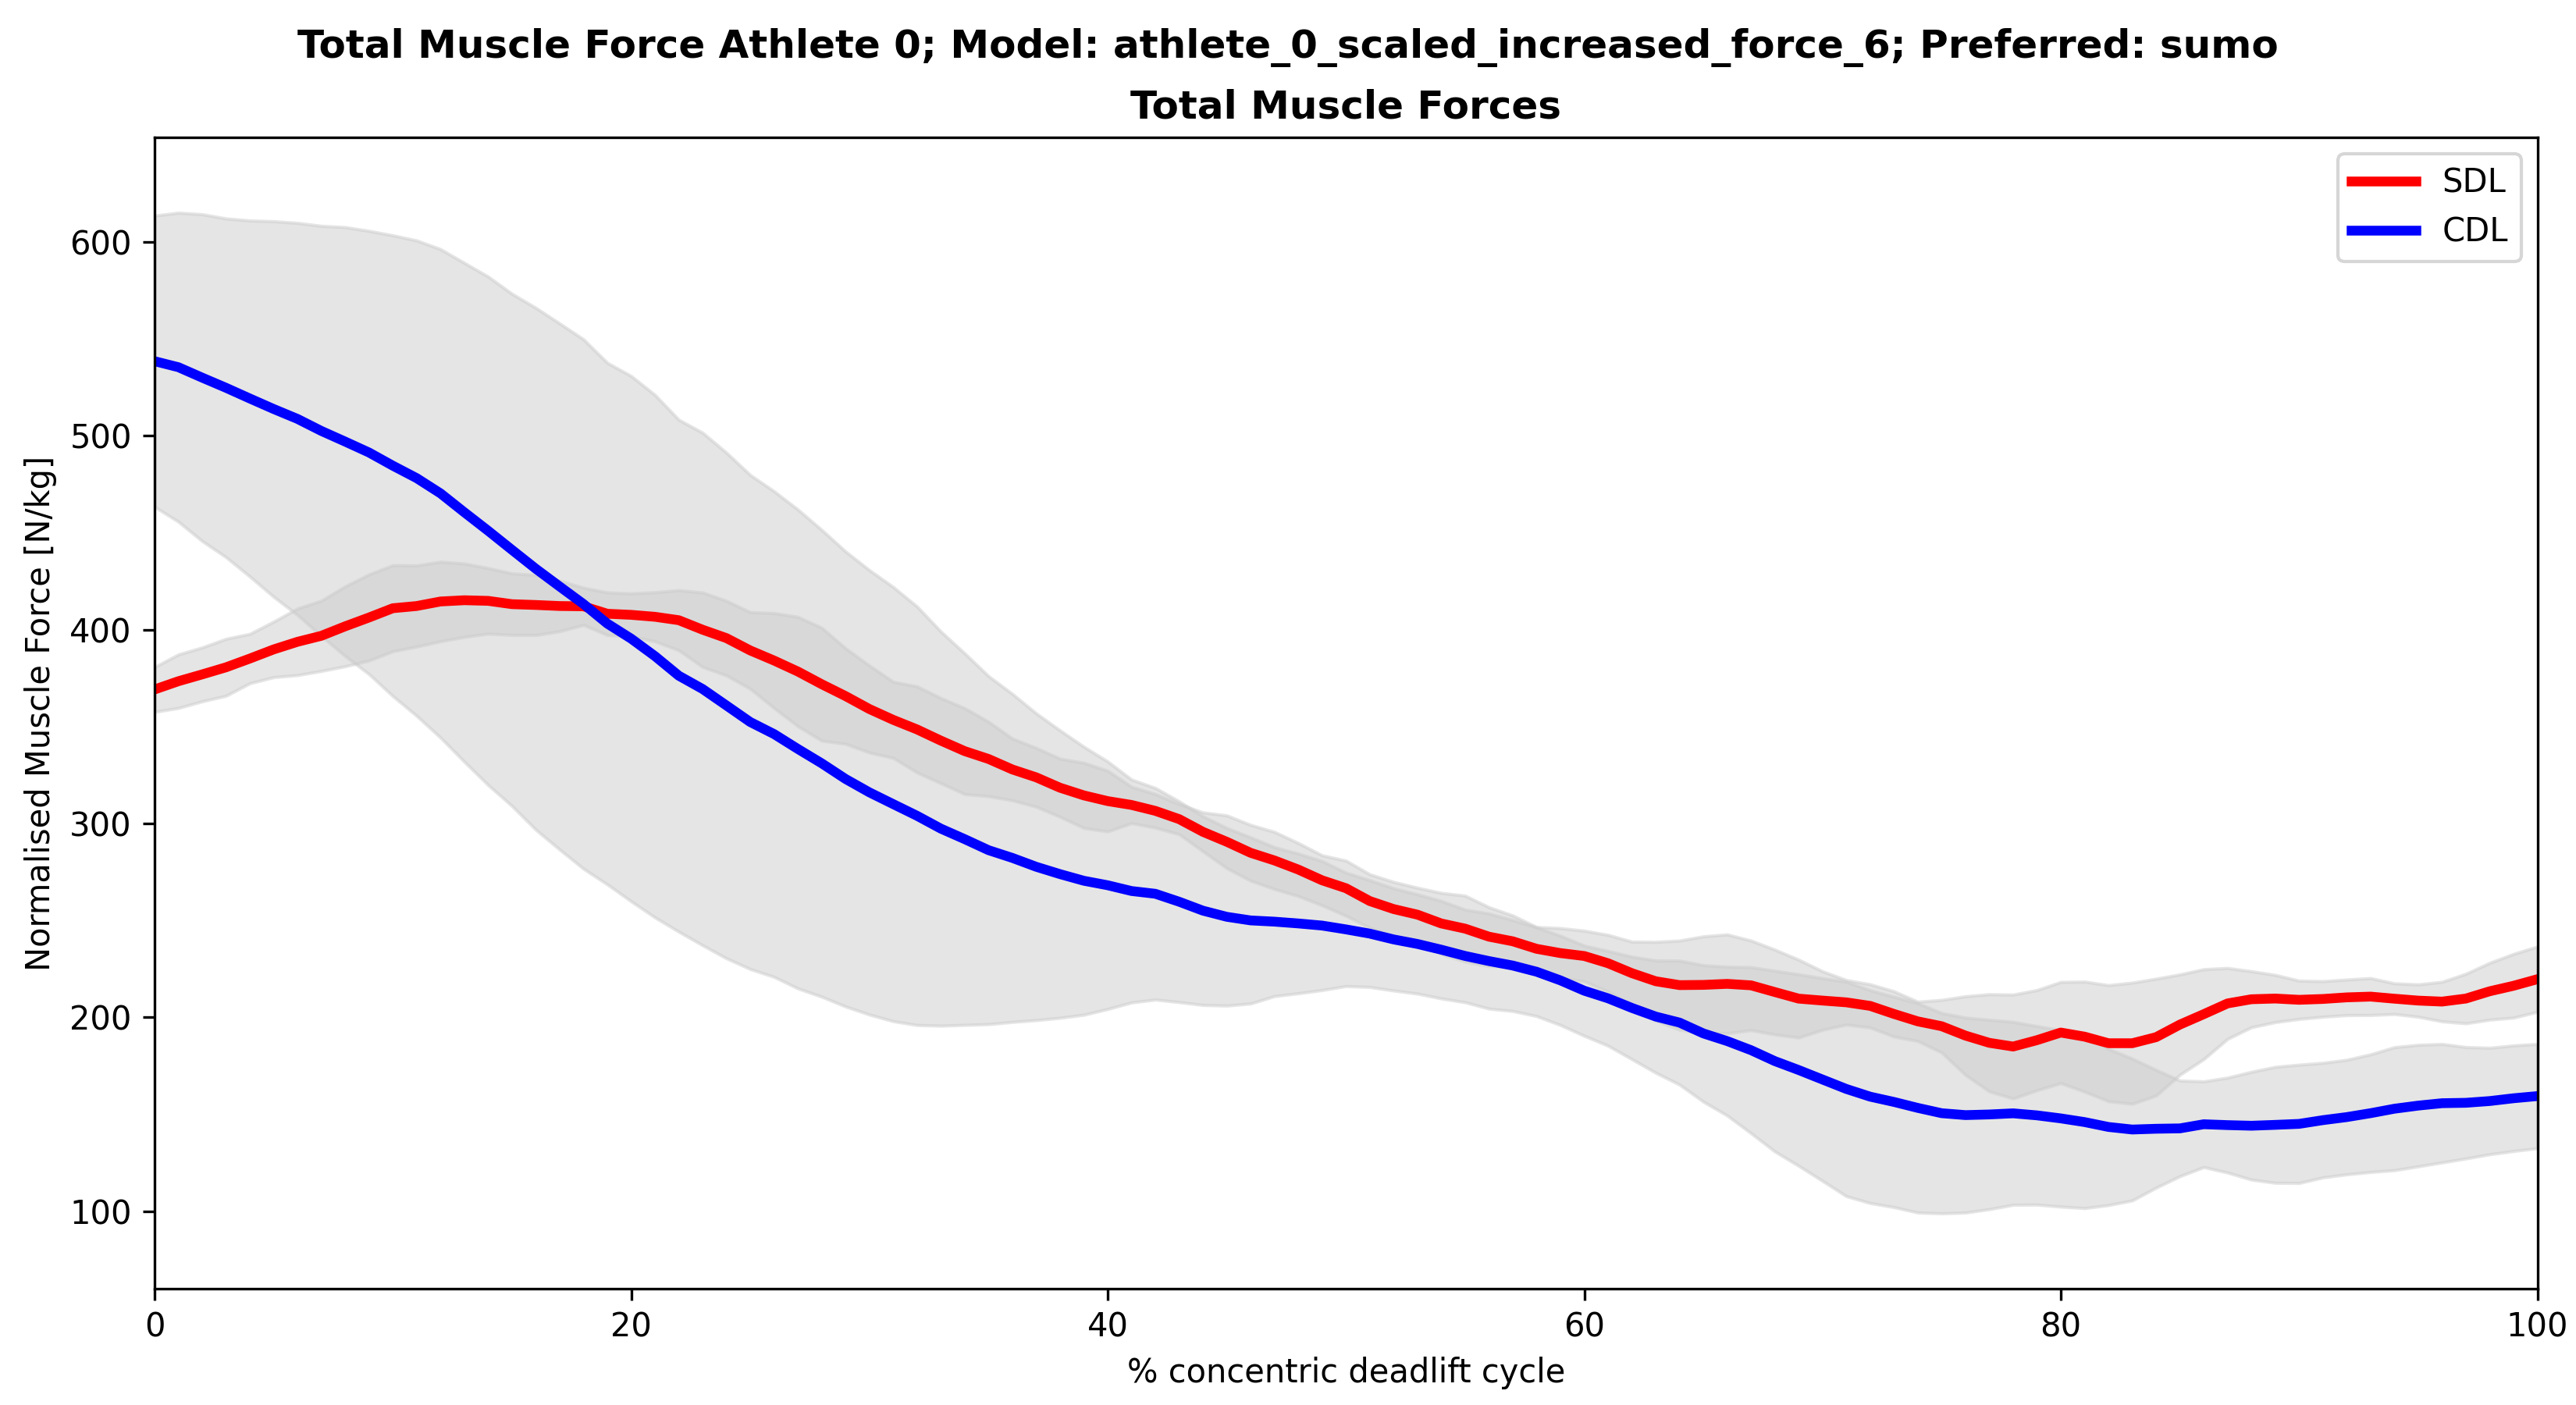 Total Muscle Force Athlete 0; Model: athlete_0_scaled_increased_force_6; Preferred: sumo
Total Muscle Forces
SDL
CDL
600
500
400
300
200
100
Normalised Muscle Force [N/kg]
0 20 40 60 80 100
% concentric deadlift cycle